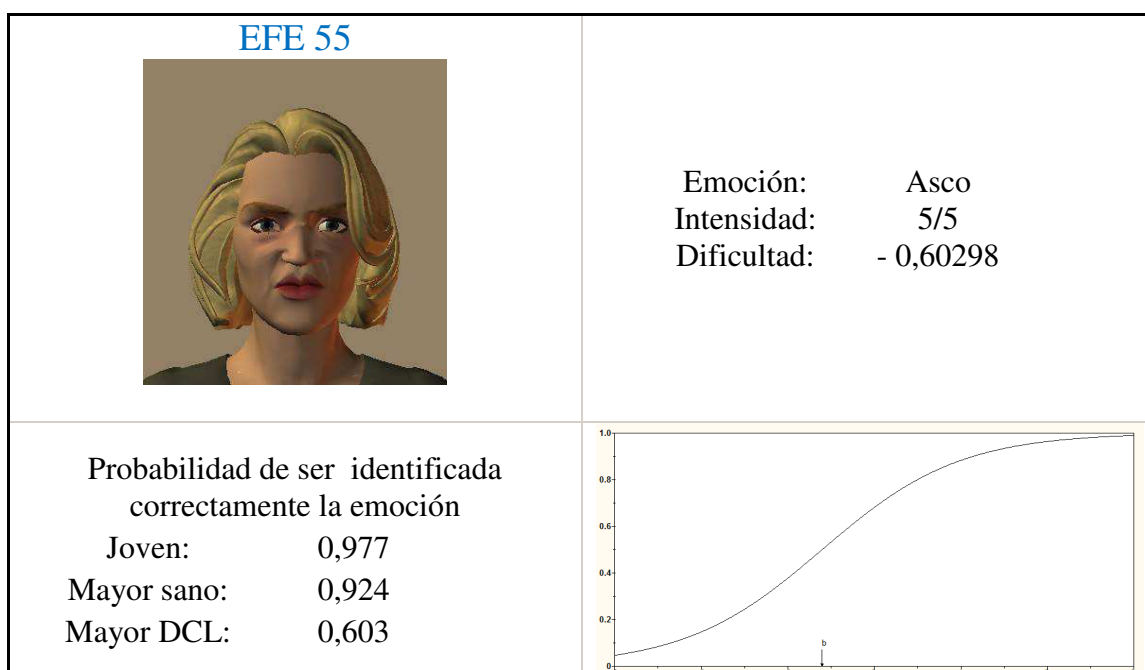 EFE 55
Emoción: Asco
Intensidad: 5/5
Dificultad: - 0,60298
Probabilidad de ser identificada
correctamente la emoción
Joven: 0,977
Mayor sano: 0,924
Mayor DCL: 0,603
1.0
0.8
0.6
0.4
0.2
0
b